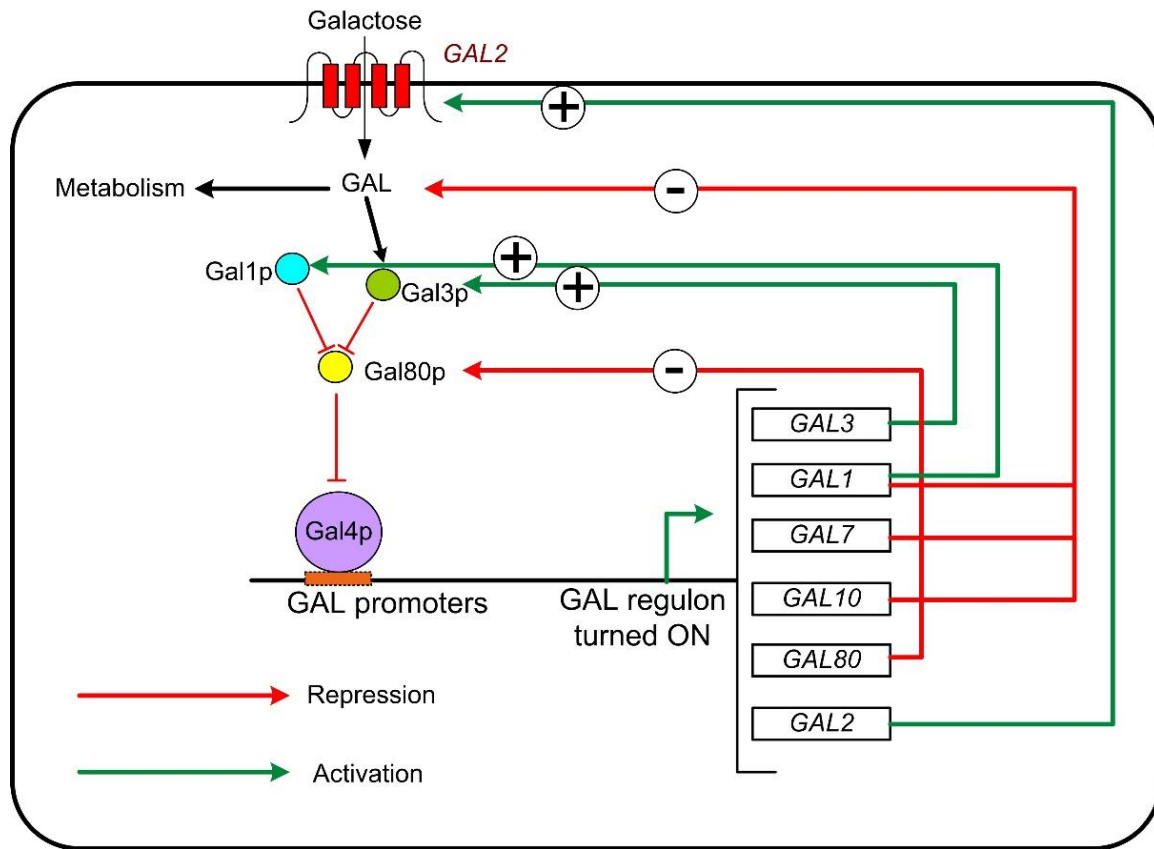 Galactose
GAL2
+
Metabolism
GAL
-
Gal1p
+
Gal3p
+
Gal80p
-
GAL3
GAL1
Gal4p
GAL7
GAL promoters
GAL regulon
turned ON
GAL10
GAL80
Repression
GAL2
Activation